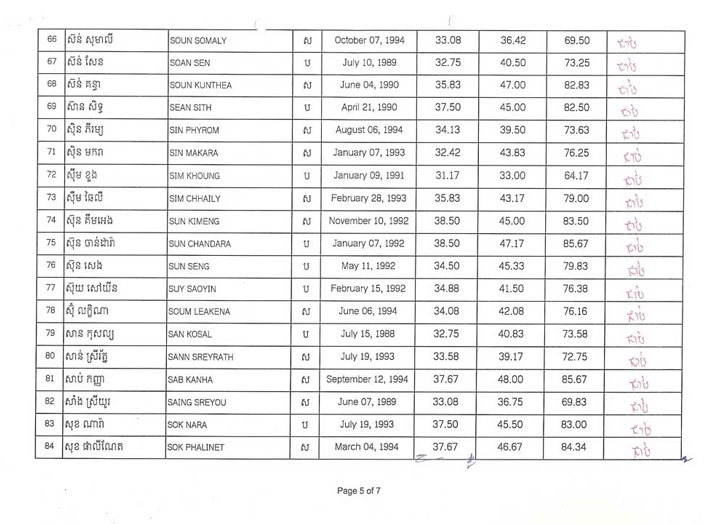 66 ស៊ន់ សុមាលី SOUN SOMALY ស October 07, 1994 33.08 36.42 69.50 ជាប់
67 ស៊ន់ សែន SOAN SEN ប July 10, 1989 32.75 40.50 73.25 ជាប់
68 ស៊ន់ គន្ធា SOUN KUNTHEA ស June 04, 1990 35.83 47.00 82.83 ជាប់
69 ស៊ាន សិទ្ធ SEAN SITH ប April 21, 1990 37.50 45.00 82.50 ជាប់
70 ស៊ិន ភីរម្យ SIN PHYROM ស August 06, 1994 34.13 39.50 73.63 ជាប់
71 ស៊ិន មករា SIN MAKARA ស January 07, 1993 32.42 43.83 76.25 ជាប់
72 ស៊ឹម ខួង SIM KHOUNG ប January 09, 1991 31.17 33.00 64.17 ជាប់
73 ស៊ឹម ឆៃលី SIM CHHAILY ស February 28, 1993 35.83 43.17 79.00 ជាប់
74 ស៊ុន គឹមអេង SUN KIMENG ស November 10, 1992 38.50 45.00 83.50 ជាប់
75 ស៊ុន ចាន់ដារ៉ា SUN CHANDARA ប January 07, 1992 38.50 47.17 85.67 ជាប់
76 ស៊ុន សេង SUN SENG ប May 11, 1992 34.50 45.33 79.83 ជាប់
77 ស៊ុយ សៅយីន SUY SAOYIN ប February 15, 1992 34.88 41.50 76.38 ជាប់
78 ស៊ុំ លក្ខិណា SOUM LEAKENA ស June 06, 1994 34.08 42.08 76.16 ជាប់
79 សាន កុសល្យ SAN KOSAL ប July 15, 1988 32.75 40.83 73.58 ជាប់
80 សាន់ ស្រីរ័ត្ន SANN SREYRATH ស July 19, 1993 33.58 39.17 72.75 ជាប់
81 សាប់ កញ្ញា SAB KANHA ស September 12, 1994 37.67 48.00 85.67 ជាប់
82 សាំង ស្រីយូរ SAING SREYOU ស June 07, 1989 33.08 36.75 69.83 ជាប់
83 សុខ ណារ៉ា SOK NARA ប July 19, 1993 37.50 45.50 83.00 ជាប់
84 សុខ ផាលីណែត SOK PHALINET ស March 04, 1994 37.67 46.67 84.34 ជាប់
Page 5 of 7